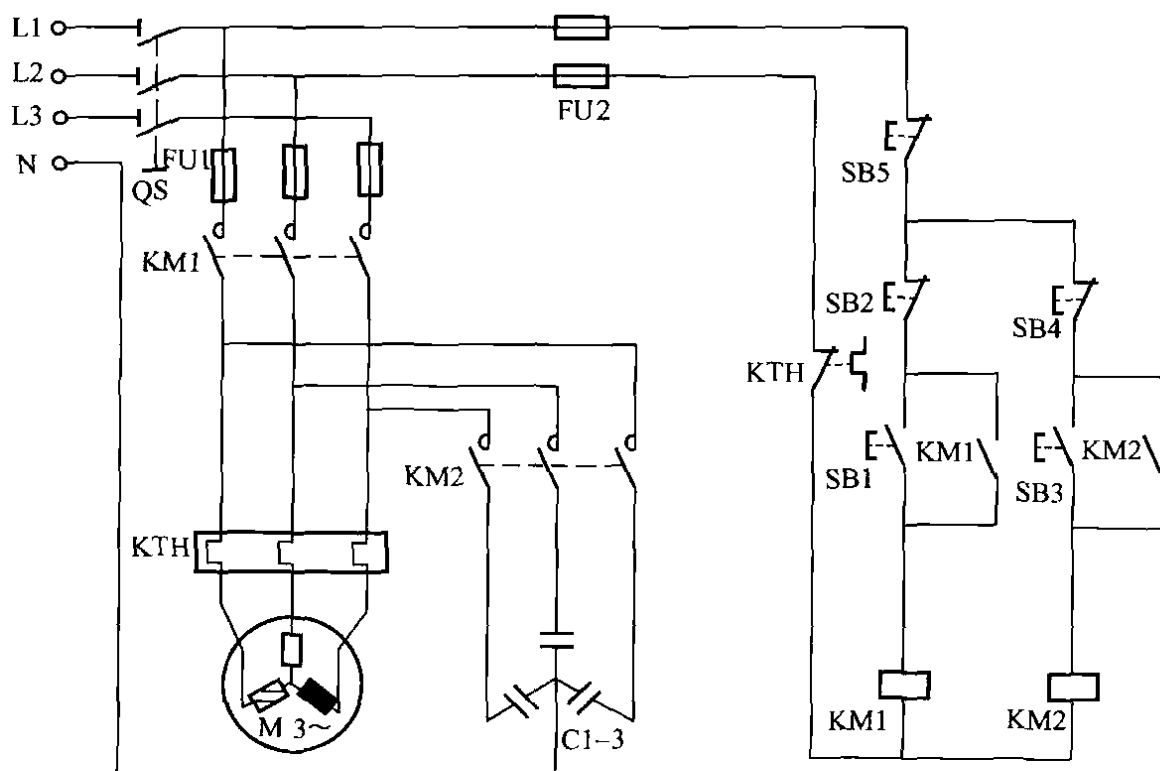 L1
L2
L3
N
QS
FU1
FU2
SB5
KM1
SB2
SB4
KTH
KM2
SB1
KM1
SB3
KM2
KTH
M 3~
C1-3
KM1
KM2